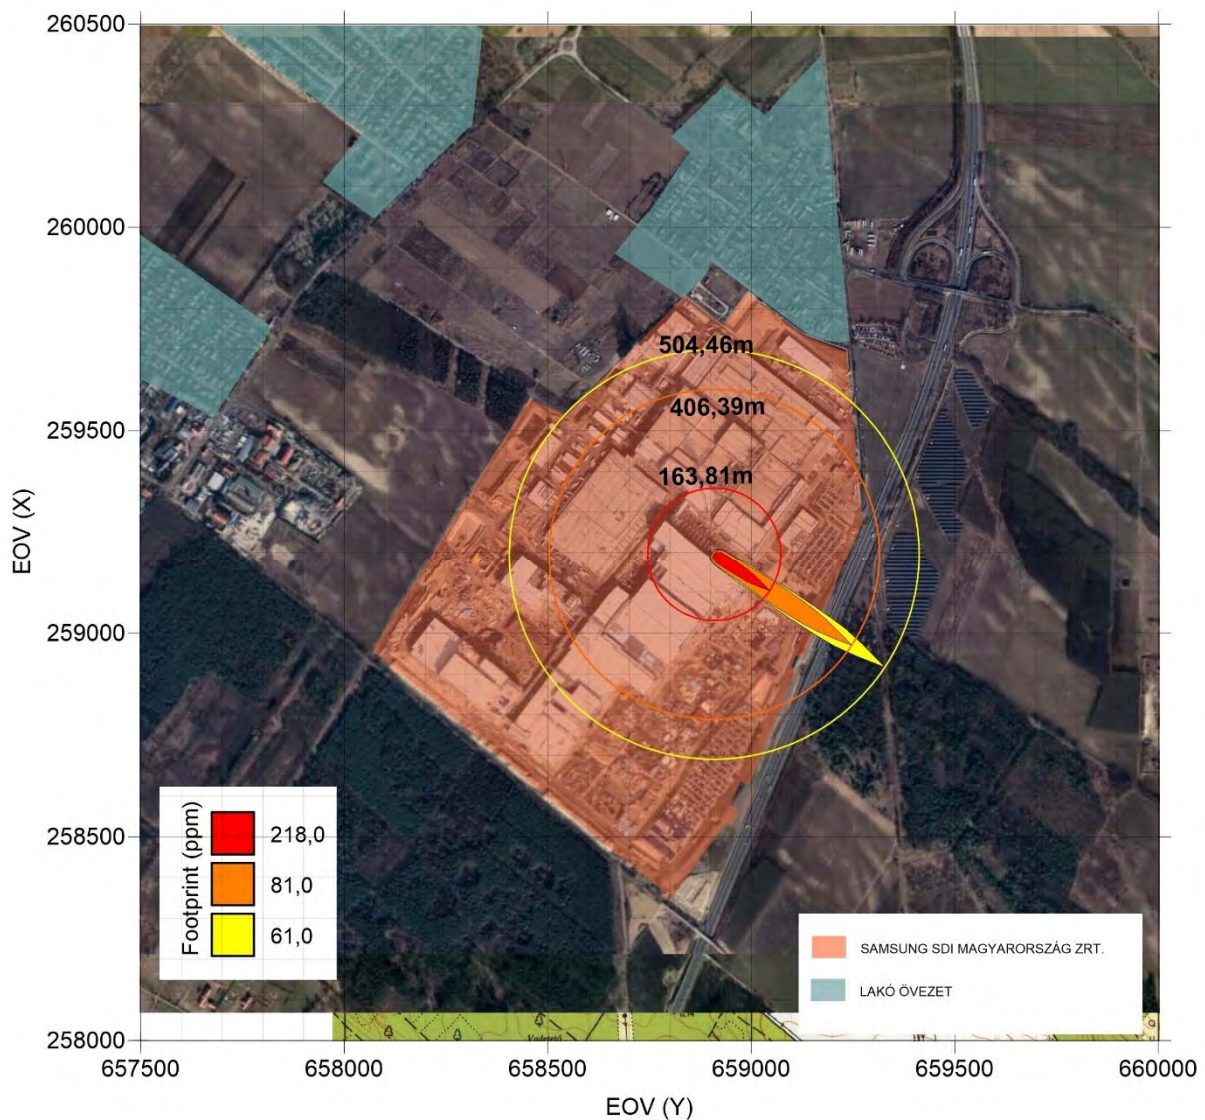 260500
260000
504,46m
406,39m
259500
163,81m
EOV (X)
259000
258500
Footprint (ppm)
218,0
81,0
61,0
SAMSUNG SDI MAGYARORSZÁG ZRT.
LAKÓ ÖVEZET
258000
657500
658000
658500
659000
659500
660000
EOV (Y)